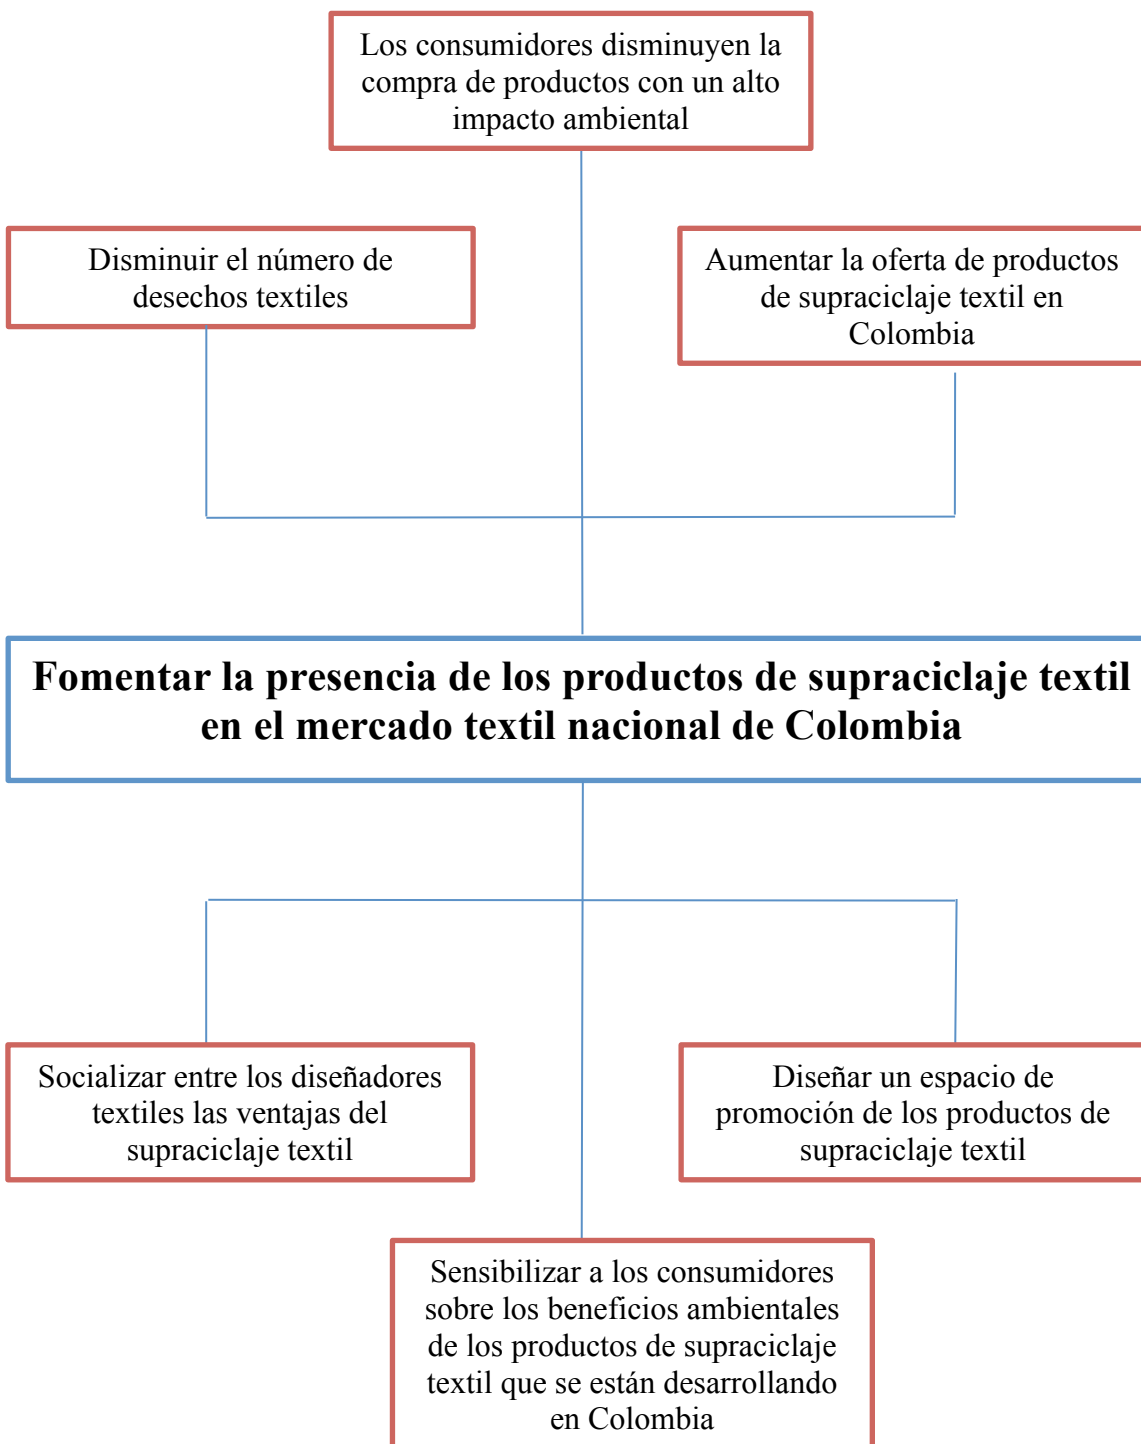 Los consumidores disminuyen la
compra de productos con un alto
impacto ambiental
Disminuir el número de
desechos textiles
Aumentar la oferta de productos
de supraciclaje textil en
Colombia
Fomentar la presencia de los productos de supraciclaje textil
en el mercado textil nacional de Colombia
Socializar entre los diseñadores
textiles las ventajas del
supraciclaje textil
Diseñar un espacio de
promoción de los productos de
supraciclaje textil
Sensibilizar a los consumidores
sobre los beneficios ambientales
de los productos de supraciclaje
textil que se están desarrollando
en Colombia